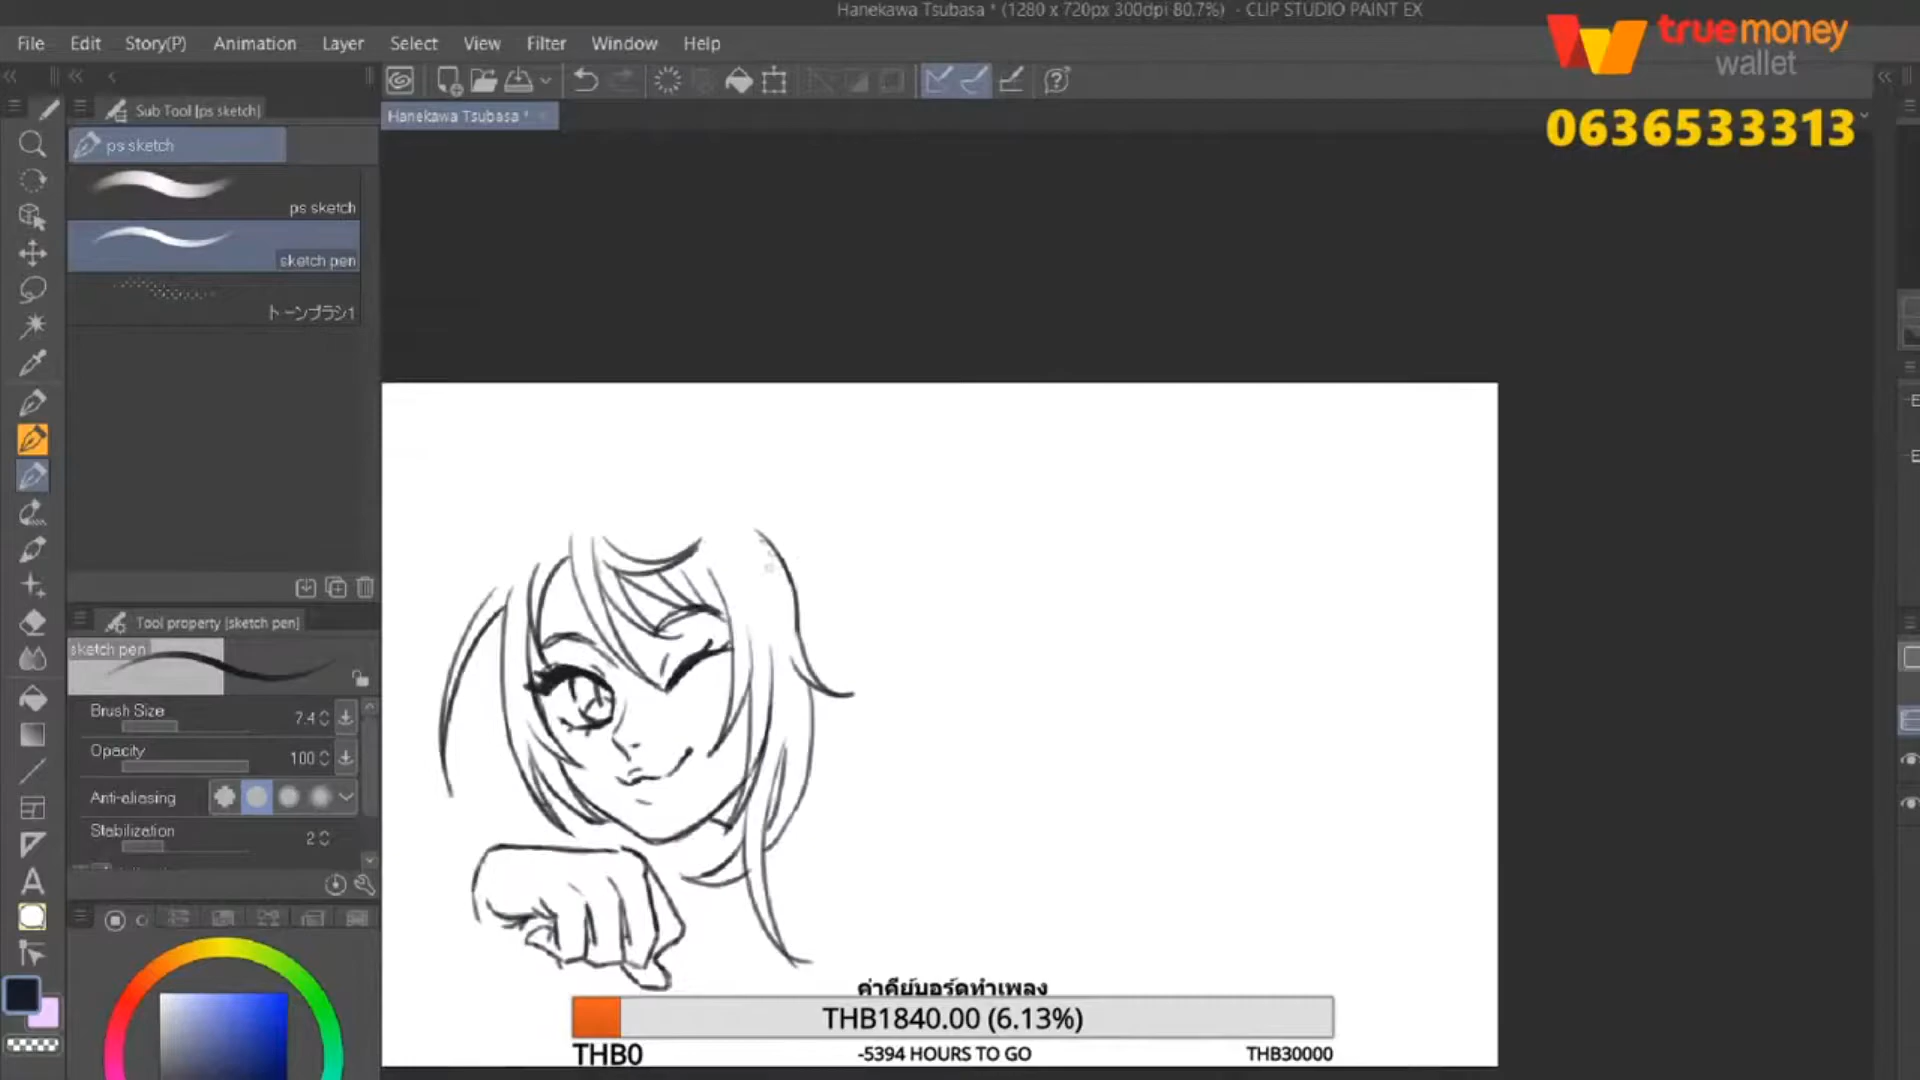 Hanekawa Tsubasa * (1280 x 720px 300dpi 80.7%) - CLIP STUDIO PAINT EX
File Edit Story(P) Animation Layer Select View Filter Window Help
truemoney
wallet
0636533313
Sub Tool [ps sketch]
Hanekawa Tsubasa *
ps sketch
ps sketch
sketch pen
トーンブラシ1
Tool property [sketch pen]
sketch pen
Brush Size 7.4
Opacity 100
Anti-aliasing
Stabilization 2
ค่าคีย์บอร์ดทำเพลง
THB1840.00 (6.13%)
THB0 -5394 HOURS TO GO THB30000